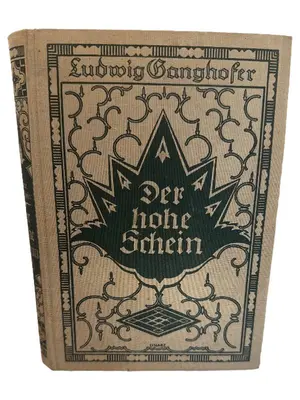 Ludwig Ganghofer
Der
hohe
Schein